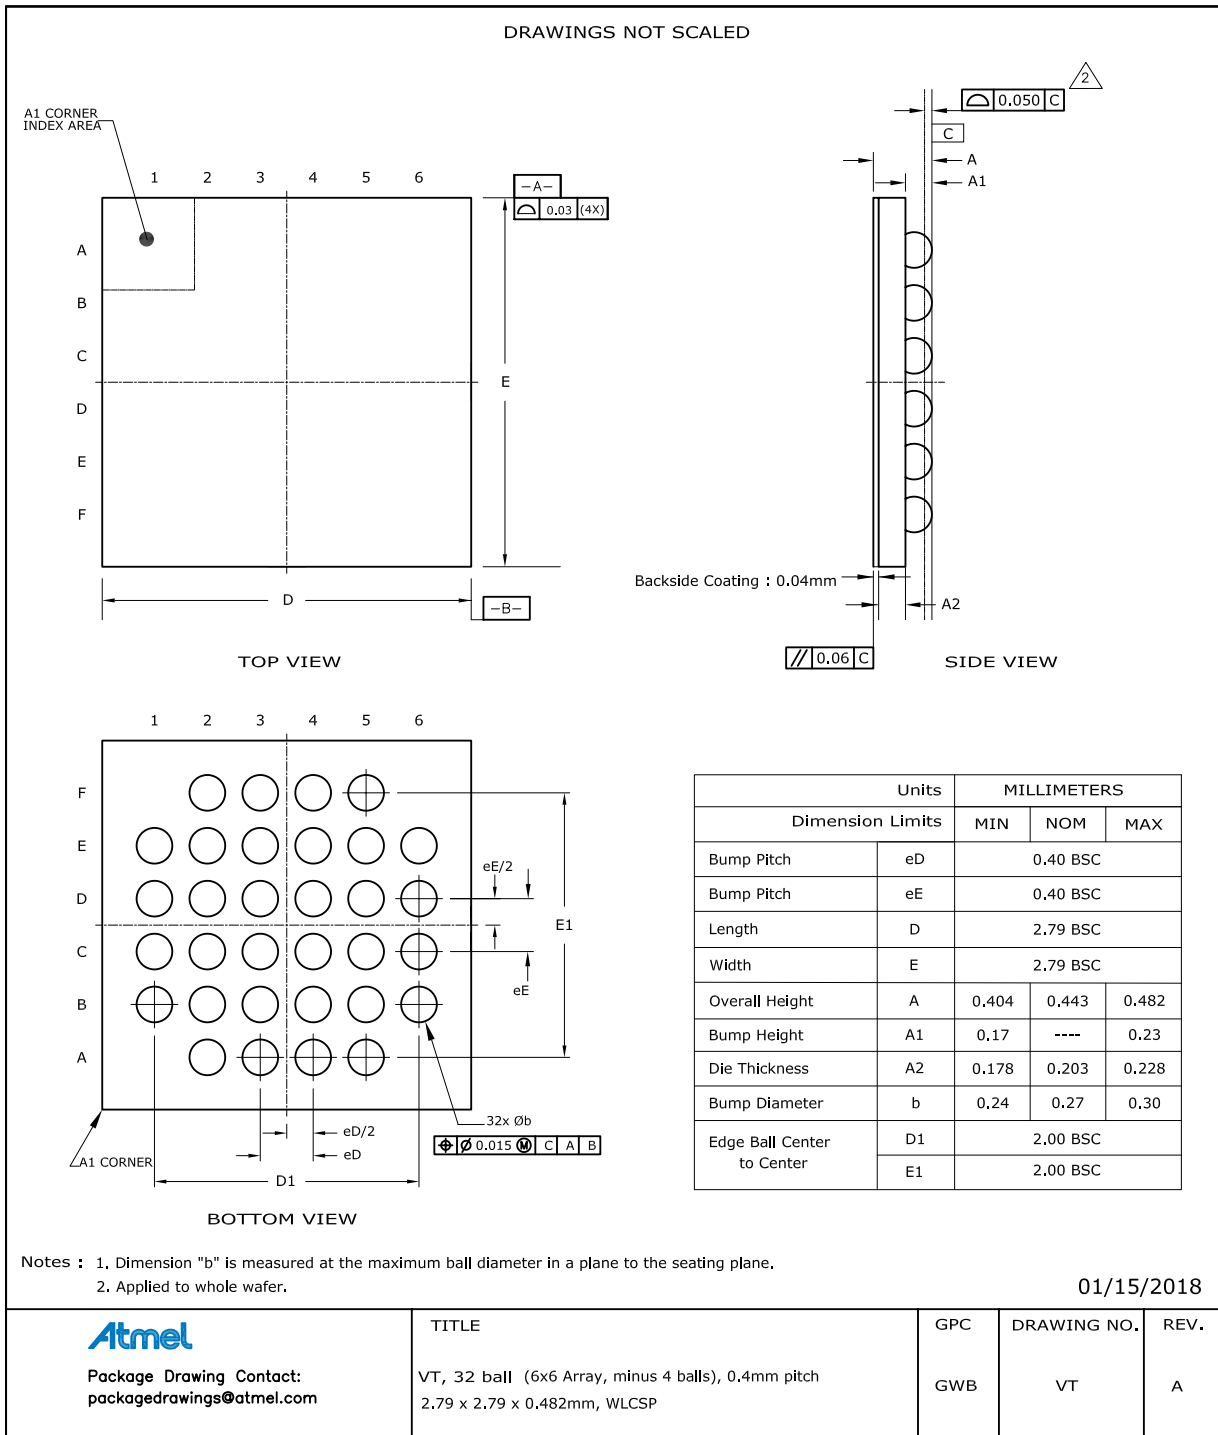 DRAWINGS NOT SCALED
A1 CORNER
INDEX AREA
1 2 3 4 5 6
A
B
C
D
E
F
-A-
0.03 (4X)
E
D
-B-
TOP VIEW
2
0.050 C
C
A
A1
Backside Coating : 0.04mm
A2
// 0.06 C
SIDE VIEW
1 2 3 4 5 6
F
E
D
C
B
A
eE/2
E1
eE
32x Øb
⌖ Ø 0.015 Ⓜ C A B
eD/2
eD
D1
A1 CORNER
BOTTOM VIEW
Units MILLIMETERS
Dimension Limits MIN NOM MAX
Bump Pitch eD 0.40 BSC
Bump Pitch eE 0.40 BSC
Length D 2.79 BSC
Width E 2.79 BSC
Overall Height A 0.404 0.443 0.482
Bump Height A1 0.17 ---- 0.23
Die Thickness A2 0.178 0.203 0.228
Bump Diameter b 0.24 0.27 0.30
Edge Ball Center
to Center
D1 2.00 BSC
E1 2.00 BSC
Notes : 1. Dimension "b" is measured at the maximum ball diameter in a plane to the seating plane.
2. Applied to whole wafer.
01/15/2018
Atmel
Package Drawing Contact:
packagedrawings@atmel.com
TITLE
VT, 32 ball (6x6 Array, minus 4 balls), 0.4mm pitch
2.79 x 2.79 x 0.482mm, WLCSP
GPC
GWB
DRAWING NO.
VT
REV.
A